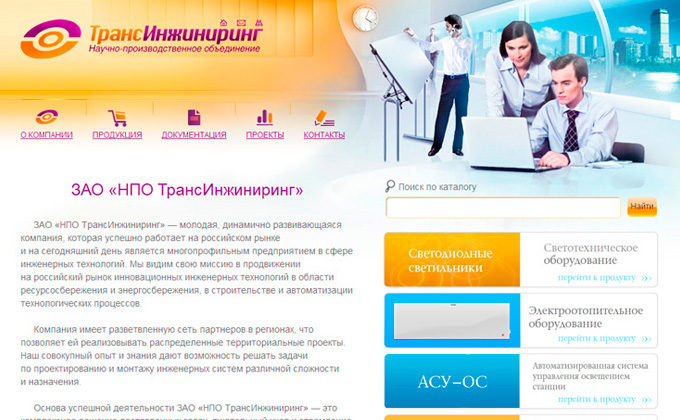 ТрансИнжиниринг
Научно-производственное объединение
О КОМПАНИИ
ПРОДУКЦИЯ
ДОКУМЕНТАЦИЯ
ПРОЕКТЫ
КОНТАКТЫ
ЗАО «НПО ТрансИнжиниринг»
ЗАО «НПО ТрансИнжиниринг» — молодая, динамично развивающаяся
компания, которая успешно работает на российском рынке
и на сегодняшний день является многопрофильным предприятием в сфере
инженерных технологий. Мы видим свою миссию в продвижении
на российский рынок инновационных инженерных технологий в области
ресурсосбережения и энергосбережения, в строительстве и автоматизации
технологических процессов.
Компания имеет разветвленную сеть партнеров в регионах, что
позволяет ей реализовывать распределенные территориальные проекты.
Наш совокупный опыт и знания дают возможность решать задачи
по проектированию и монтажу инженерных систем различной сложности
и назначения.
Основа успешной деятельности ЗАО «НПО ТрансИнжиниринг» — это
Поиск по каталогу
Найти
Светодиодные
светильники
Светотехническое
оборудование
перейти к продукту
Электроотопительное
оборудование
перейти к продукту
АСУ-ОС
Автоматизированная система
управления освещением
станции
перейти к продукту